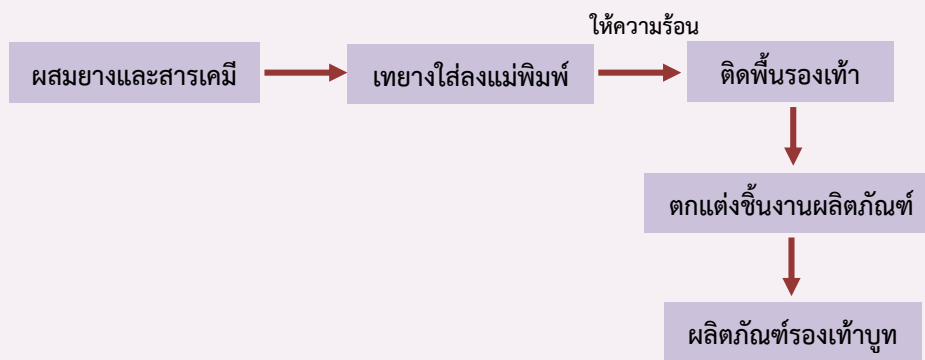 ผสมยางและสารเคมี
เทยางใส่ลงแม่พิมพ์
ให้ความร้อน
ติดพื้นรองเท้า
ตกแต่งชิ้นงานผลิตภัณฑ์
ผลิตภัณฑ์รองเท้าบูท